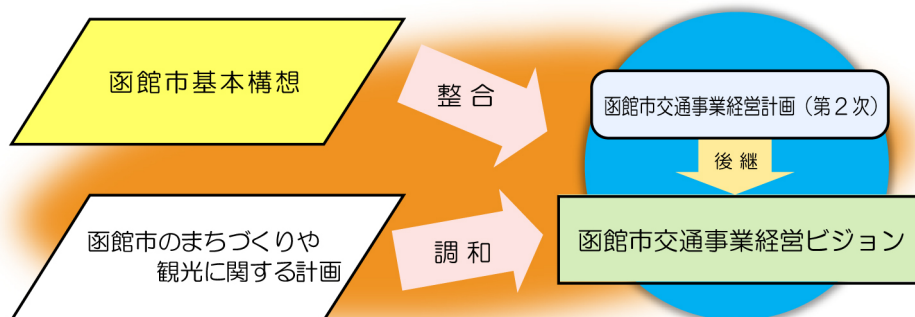 函館市基本構想
整合
函館市交通事業経営計画（第２次）
後継
函館市のまちづくりや
観光に関する計画
調和
函館市交通事業経営ビジョン